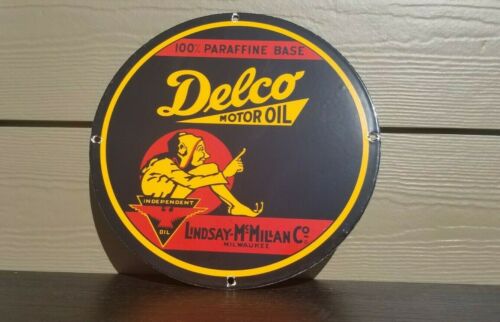 100% PARAFFINE BASE
Delco
MOTOR OIL
INDEPENDENT
OIL
LINDSAY-McMILLAN Co
MILWAUKEE